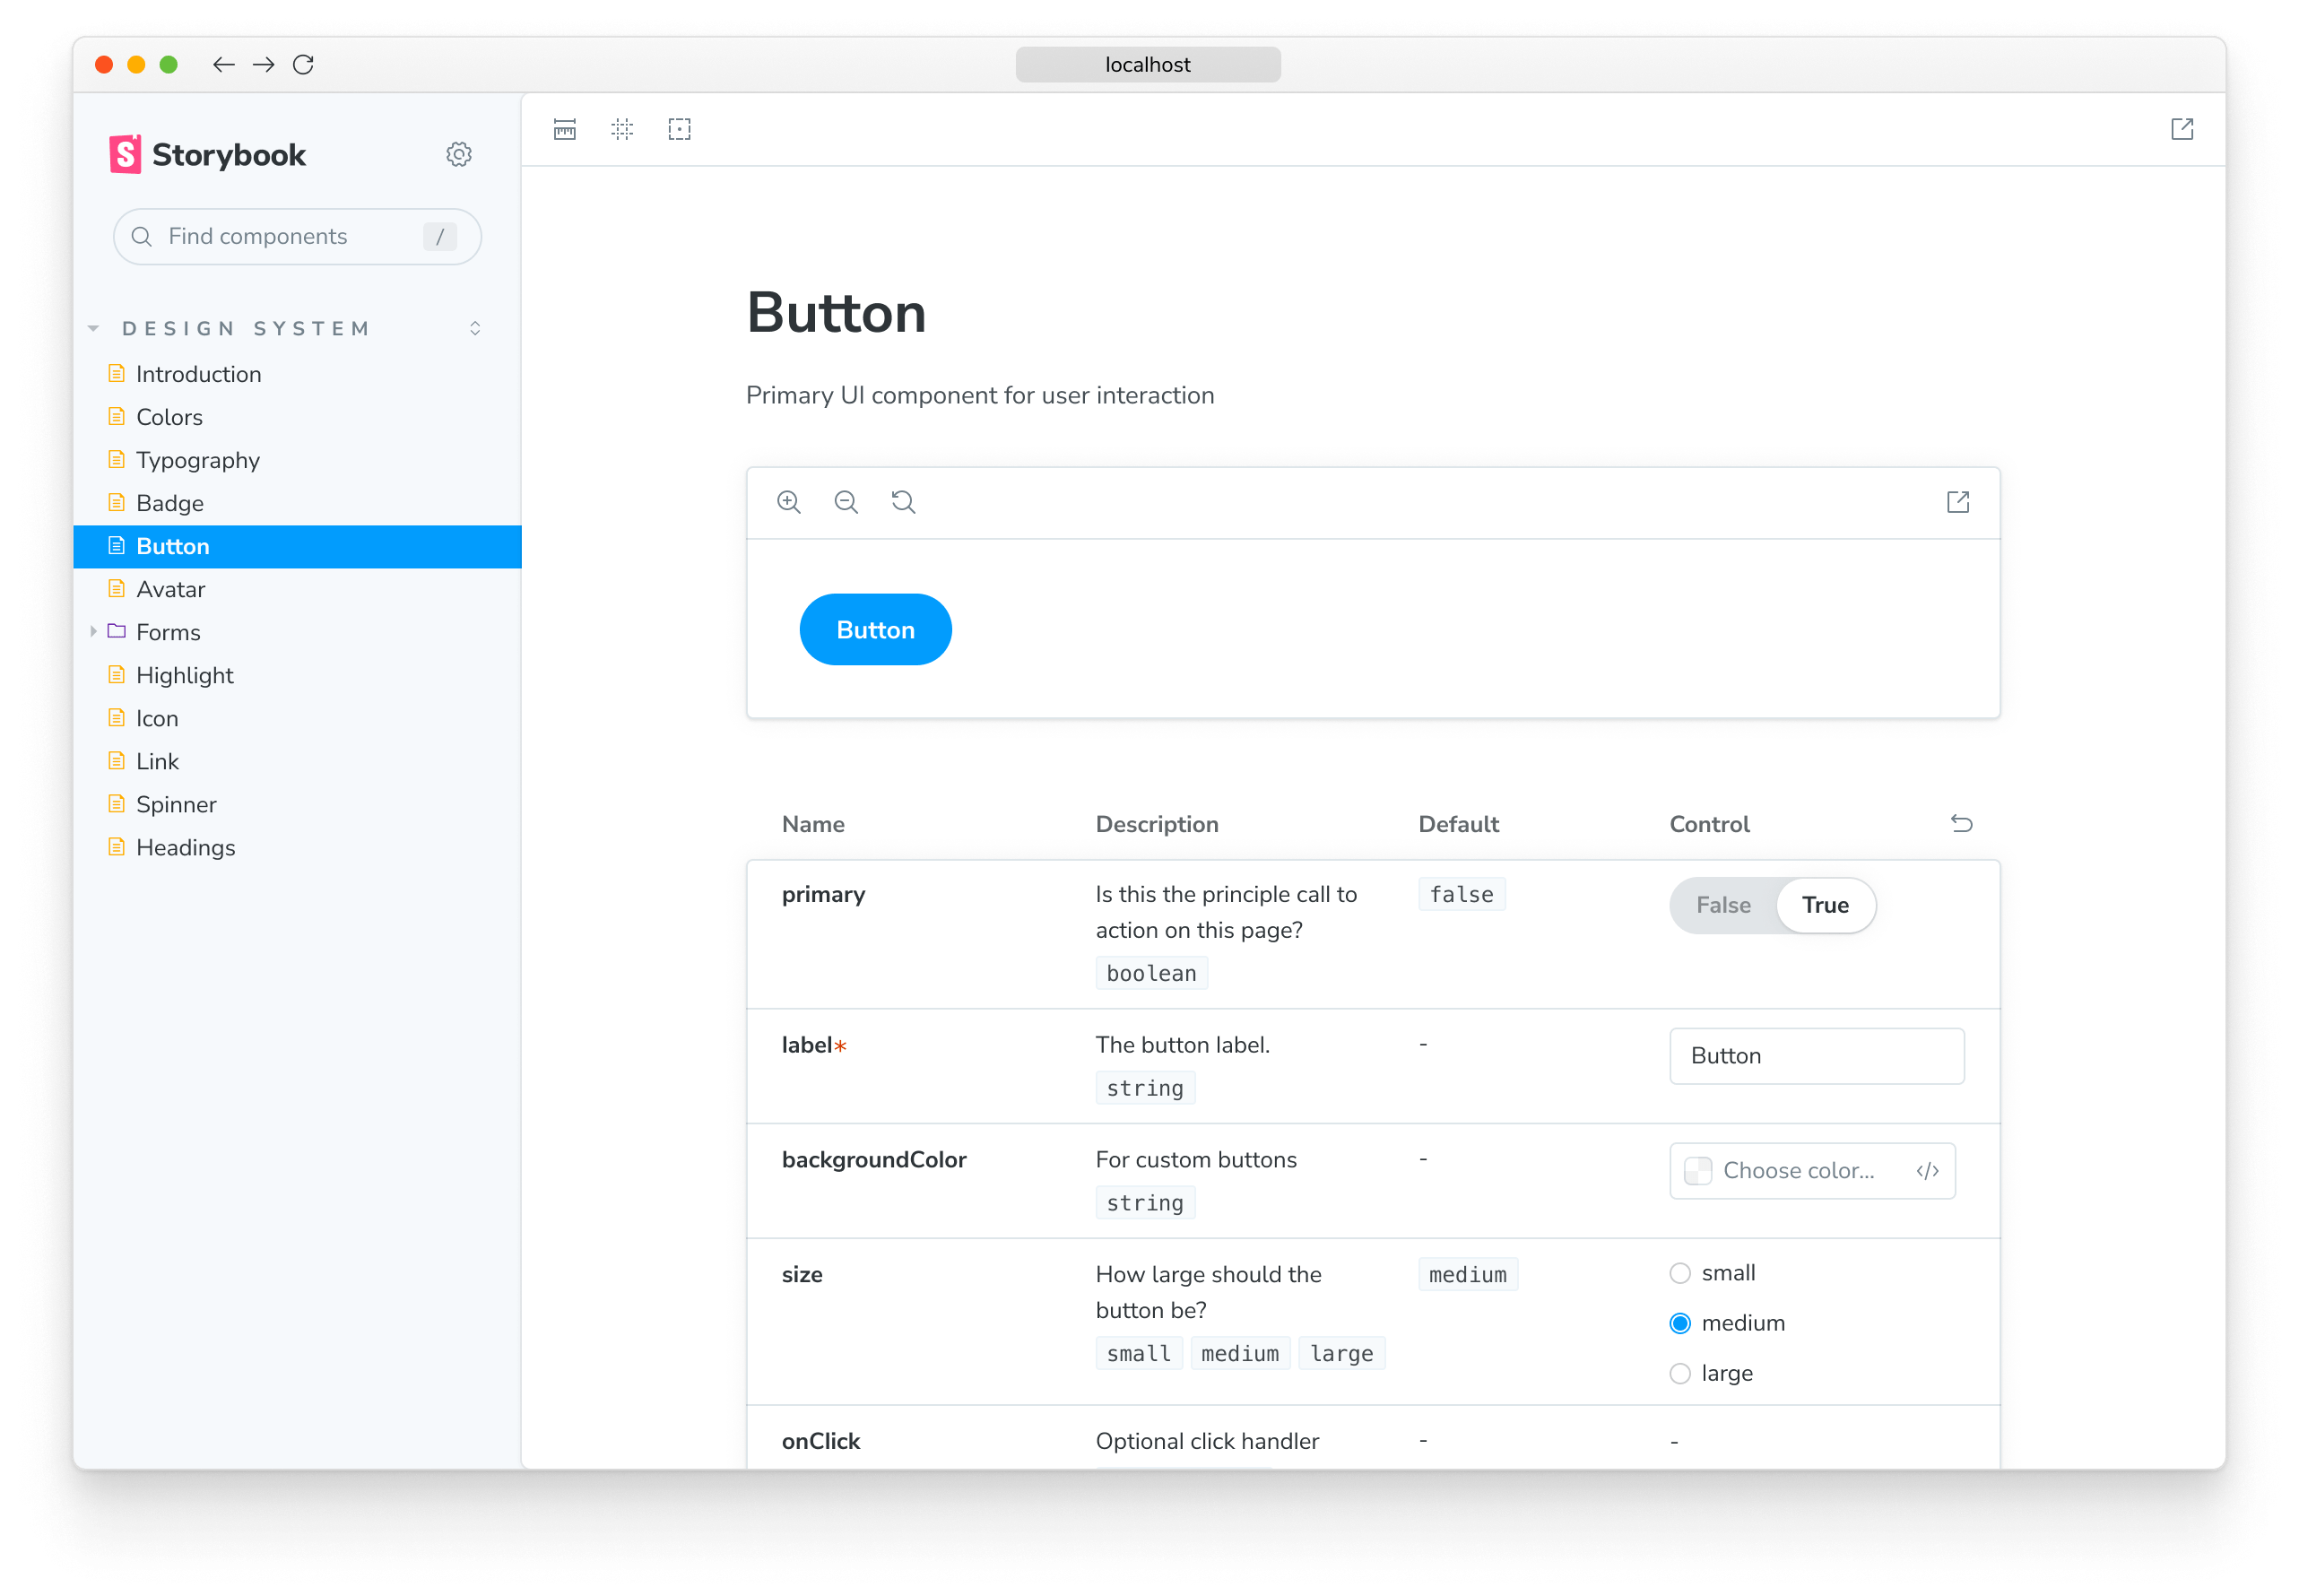 localhost
Storybook
Find components
/
DESIGN SYSTEM
Introduction
Colors
Typography
Badge
Button
Avatar
Forms
Highlight
Icon
Link
Spinner
Headings
Button
Primary UI component for user interaction
Button
Name Description Default Control
primary
Is this the principle call to
action on this page?
boolean
false
False True
label*
The button label.
string
-
Button
backgroundColor
For custom buttons
string
-
Choose color...
size
How large should the
button be?
small medium large
medium
small
medium
large
onClick
Optional click handler
-
-